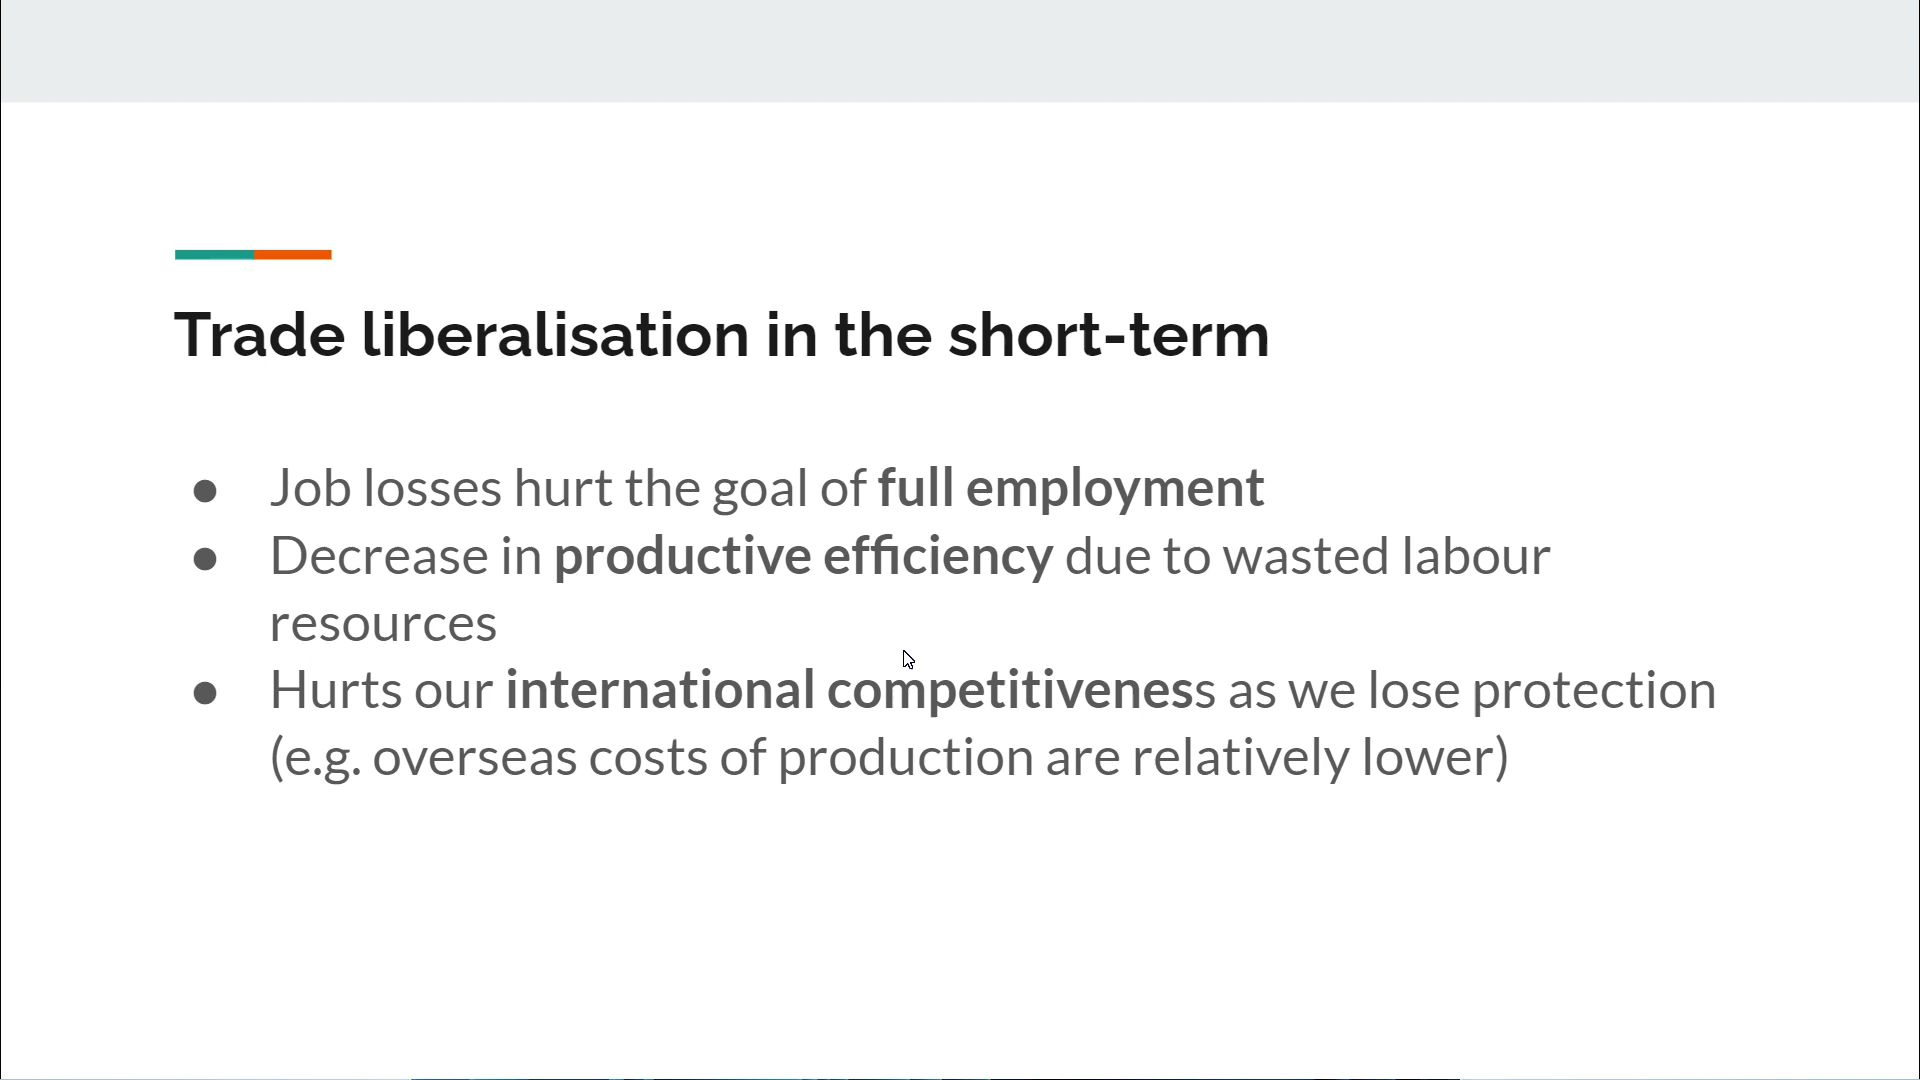 Trade liberalisation in the short-term
● Job losses hurt the goal of full employment
● Decrease in productive efficiency due to wasted labour
resources
● Hurts our international competitiveness as we lose protection
(e.g. overseas costs of production are relatively lower)